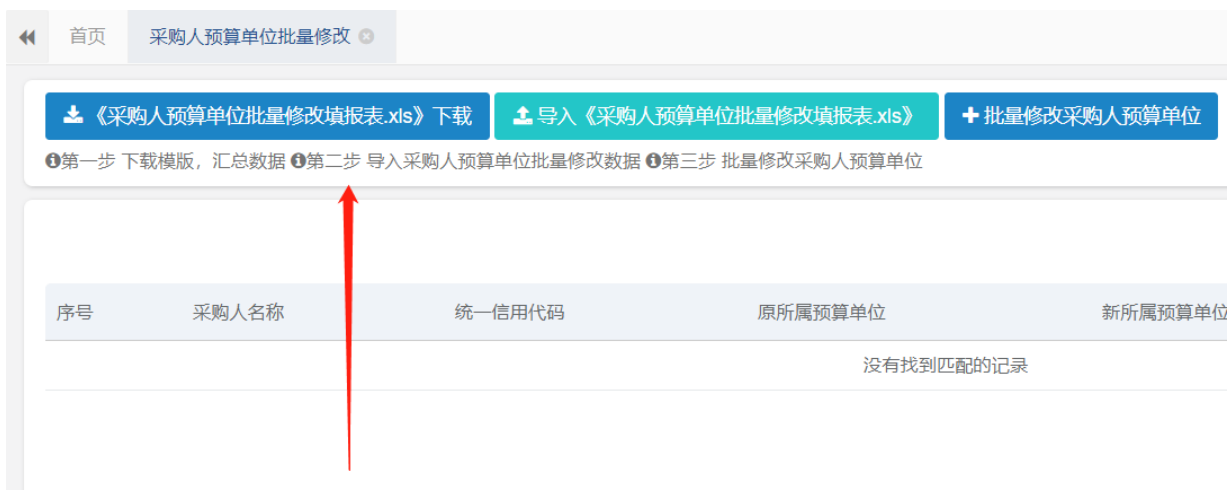 首页 采购人预算单位批量修改
《采购人预算单位批量修改填报表.xls》下载 导入《采购人预算单位批量修改填报表.xls》 批量修改采购人预算单位
第一步 下载模版，汇总数据 第二步 导入采购人预算单位批量修改数据 第三步 批量修改采购人预算单位
序号 采购人名称 统一信用代码 原所属预算单位 新所属预算单位
没有找到匹配的记录